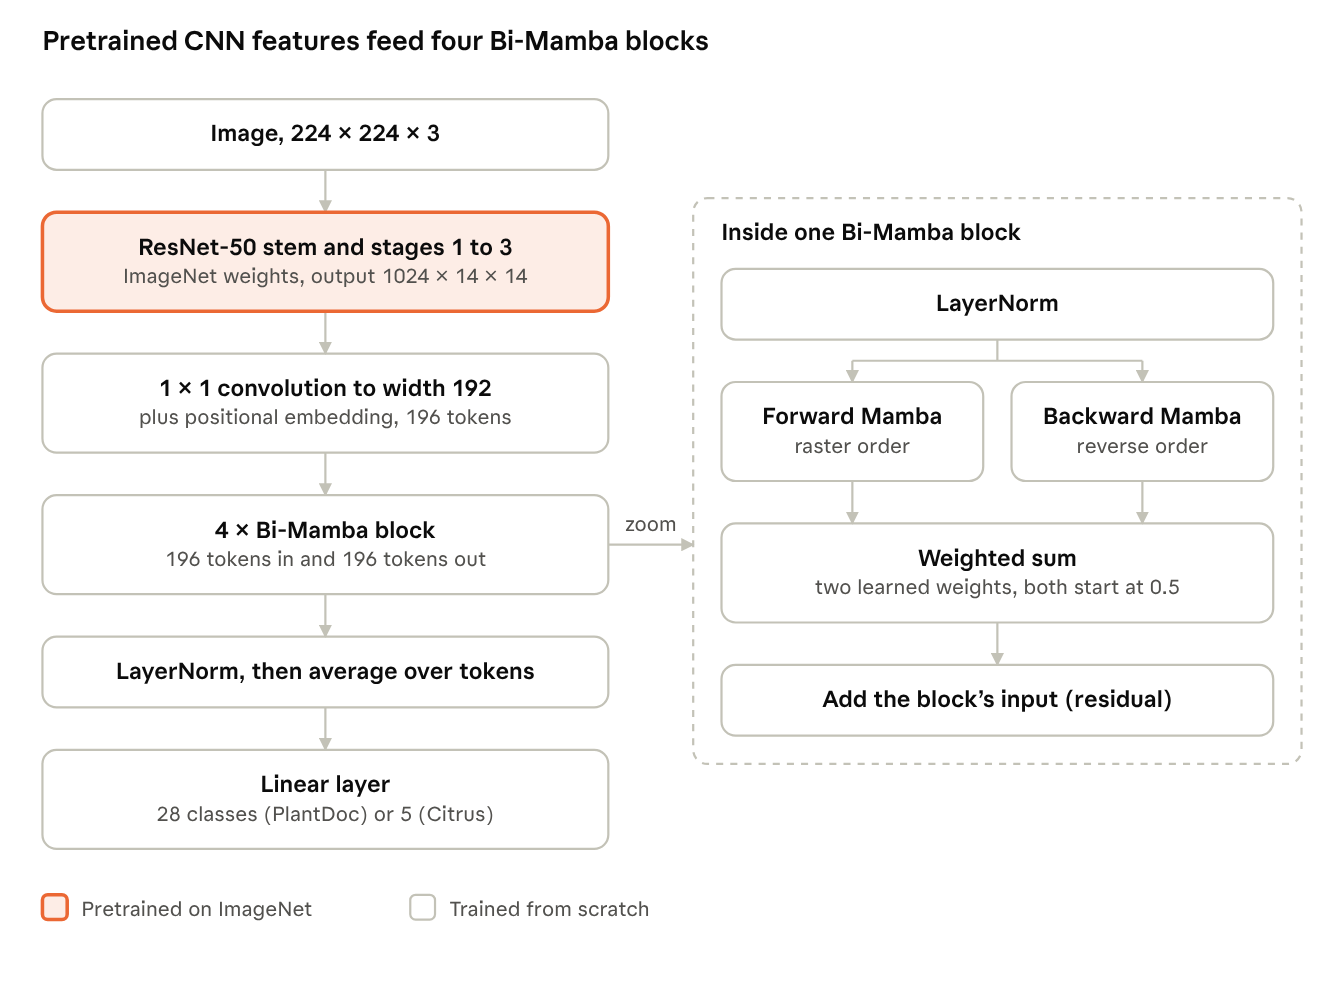 Pretrained CNN features feed four Bi-Mamba blocks
Image, 224 × 224 × 3
ResNet-50 stem and stages 1 to 3
ImageNet weights, output 1024 × 14 × 14
1 × 1 convolution to width 192
plus positional embedding, 196 tokens
4 × Bi-Mamba block
196 tokens in and 196 tokens out
zoom
LayerNorm, then average over tokens
Linear layer
28 classes (PlantDoc) or 5 (Citrus)
Inside one Bi-Mamba block
LayerNorm
Forward Mamba
raster order
Backward Mamba
reverse order
Weighted sum
two learned weights, both start at 0.5
Add the block’s input (residual)
Pretrained on ImageNet
Trained from scratch